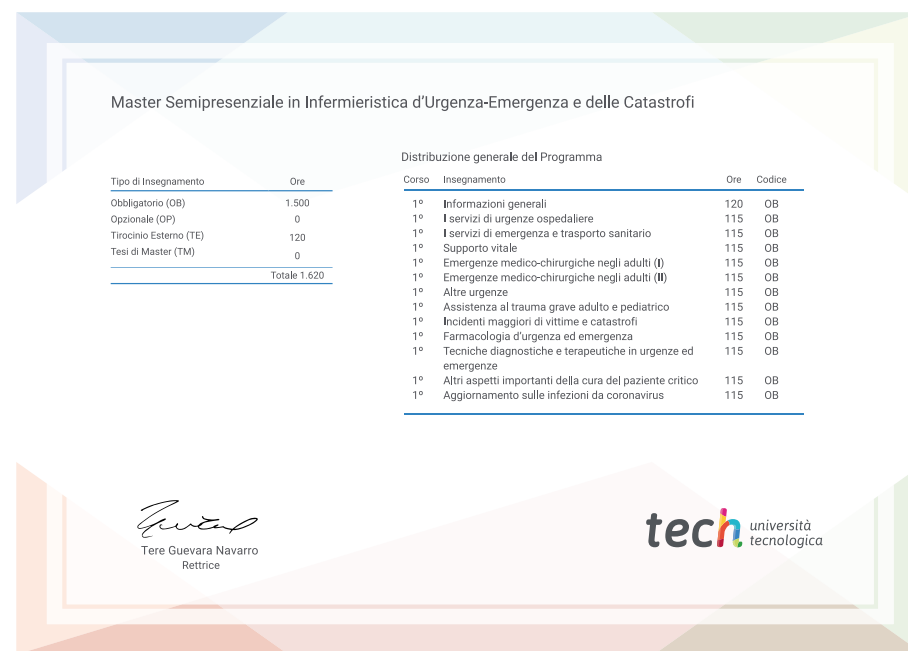 Master Semipresenziale in Infermieristica d'Urgenza-Emergenza e delle Catastrofi
Tipo di Insegnamento Ore
Obbligatorio (OB) 1.500
Opzionale (OP) 0
Tirocinio Esterno (TE) 120
Tesi di Master (TM) 0
Totale 1.620
Distribuzione generale del Programma
Corso Insegnamento Ore Codice
1º Informazioni generali 120 OB
1º I servizi di urgenze ospedaliere 115 OB
1º I servizi di emergenza e trasporto sanitario 115 OB
1º Supporto vitale 115 OB
1º Emergenze medico-chirurgiche negli adulti (I) 115 OB
1º Emergenze medico-chirurgiche negli adulti (II) 115 OB
1º Altre urgenze 115 OB
1º Assistenza al trauma grave adulto e pediatrico 115 OB
1º Incidenti maggiori di vittime e catastrofi 115 OB
1º Farmacologia d'urgenza ed emergenza 115 OB
1º Tecniche diagnostiche e terapeutiche in urgenze ed 115 OB
emergenze
1º Altri aspetti importanti della cura del paziente critico 115 OB
1º Aggiornamento sulle infezioni da coronavirus 115 OB
Tere Guevara Navarro
Rettrice
tech università
tecnologica